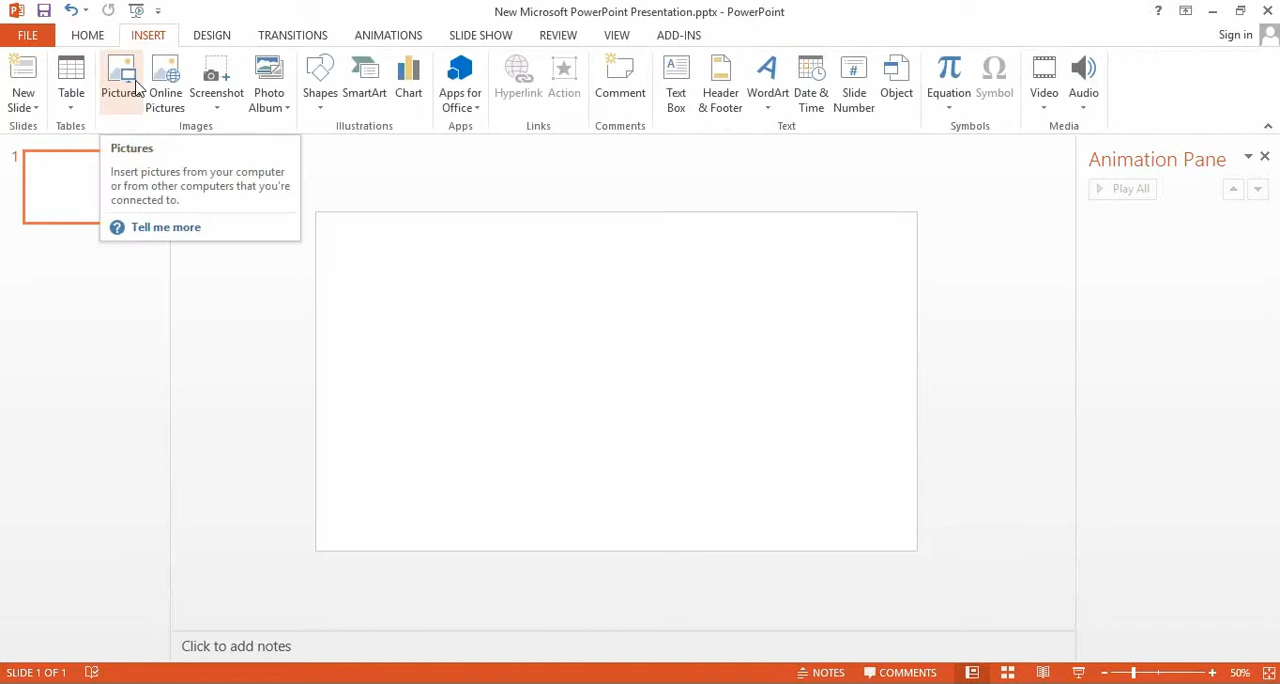 New Microsoft PowerPoint Presentation.pptx - PowerPoint
?
FILE HOME INSERT DESIGN TRANSITIONS ANIMATIONS SLIDE SHOW REVIEW VIEW ADD-INS Sign in
New Slide
Table
Pictures
Online Pictures
Screenshot
Photo Album
Shapes
SmartArt
Chart
Apps for Office
Hyperlink
Action
Comment
Text Box
Header & Footer
WordArt
Date & Time
Slide Number
Object
Equation
Symbol
Video
Audio
Slides Tables Images Illustrations Apps Links Comments Text Symbols Media
1
Pictures
Insert pictures from your computer
or from other computers that you're
connected to.
? Tell me more
Animation Pane
Play All
Click to add notes
SLIDE 1 OF 1 NOTES COMMENTS 50%